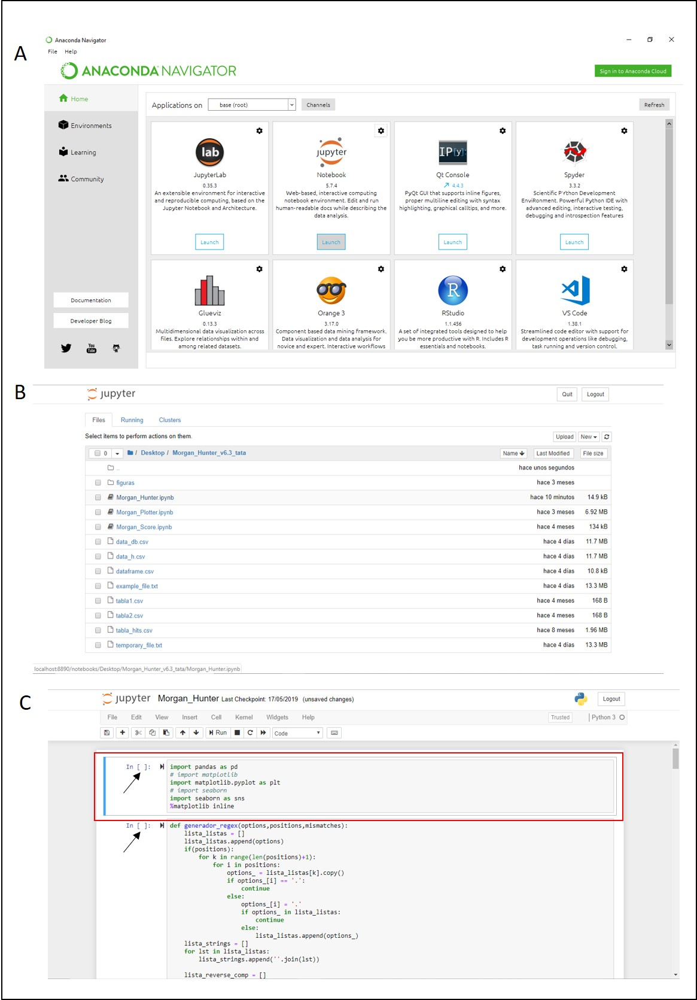 A
Anaconda Navigator
File Help
ANACONDA NAVIGATOR
Sign in to Anaconda Cloud
Home
Environments
Learning
Community
Documentation
Developer Blog
You Tube
Applications on base (root) Channels Refresh
lab
JupyterLab
0.35.3
An extensible environment for interactive
and reproducible computing, based on the
Jupyter Notebook and Architecture.
Launch
jupyter
Notebook
5.7.4
Web-based, interactive computing
notebook environment. Edit and run
human-readable docs while describing the
data analysis.
Launch
IP[y]:
Qt Console
4.4.3
PyQt GUI that supports inline figures,
proper multiline editing with syntax
highlighting, graphical calltips, and more.
Launch
Spyder
3.3.2
Scientific PYthon Development
EnviRonment. Powerful Python IDE with
advanced editing, interactive testing,
debugging and introspection features
Launch
Glueviz
0.13.3
Multidimensional data visualization across
files. Explore relationships within and
among related datasets.
Orange 3
3.17.0
Component based data mining framework.
Data visualization and data analysis for
novice and expert. Interactive workflows
R
RStudio
1.1.456
A set of integrated tools designed to help
you be more productive with R. Includes R
essentials and notebooks.
VS Code
1.38.1
Streamlined code editor with support for
development operations like debugging,
task running and version control.
B
jupyter
Quit Logout
Files Running Clusters
Select items to perform actions on them.
Upload New
0 / Desktop / Morgan_Hunter_v6.3_tata Name Last Modified File size
.. hace unos segundos
figuras hace 3 meses
Morgan_Hunter.ipynb hace 10 minutos 14.9 kB
Morgan_Plotter.ipynb hace 3 meses 6.92 MB
Morgan_Score.ipynb hace 4 meses 134 kB
data_db.csv hace 4 días 11.7 MB
data_h.csv hace 4 días 11.7 MB
dataframe.csv hace 4 días 10.8 kB
example_file.txt hace 4 días 13.3 MB
tabla1.csv hace 4 meses 168 B
tabla2.csv hace 4 meses 168 B
tabla_hits.csv hace 8 meses 1.96 MB
temporary_file.txt hace 4 días 13.3 MB
localhost:8890/notebooks/Desktop/Morgan_Hunter_v6.3_tata/Morgan_Hunter.ipynb
C
jupyter Morgan_Hunter Last Checkpoint: 17/05/2019 (unsaved changes) Logout
File Edit View Insert Cell Kernel Widgets Help Trusted Python 3
Run Code
In [ ]: import pandas as pd
# import matplotlib
import matplotlib.pyplot as plt
# import seaborn
import seaborn as sns
%matplotlib inline
In [ ]: def generador_regex(options,positions,mismatches):
lista_listas = []
lista_listas.append(options)
if(positions):
for k in range(len(positions)+1):
for i in positions:
options_ = lista_listas[k].copy()
if options_[i] == '.':
continue
else:
options_[i] = '.'
if options_ in lista_listas:
continue
else:
lista_listas.append(options_)
lista_strings = []
for lst in lista_listas:
lista_strings.append(''.join(lst))
lista_reverse_comp = []